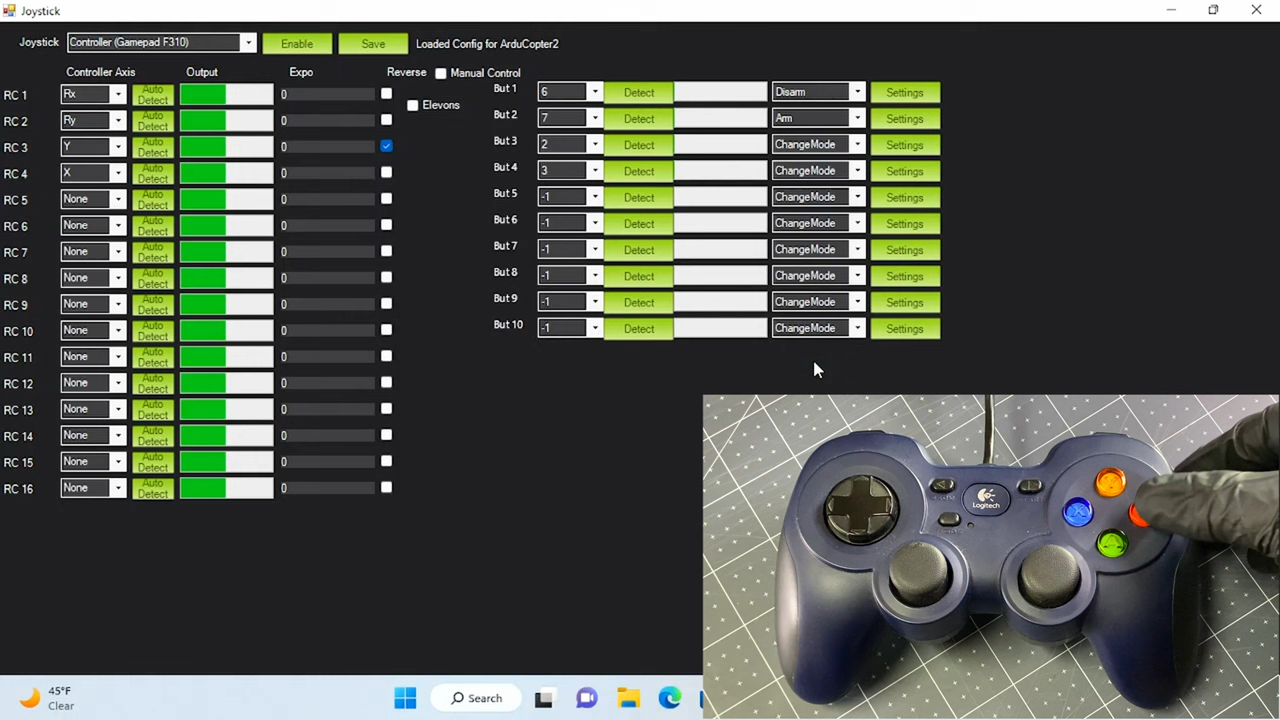 Joystick
Joystick Controller (Gamepad F310) Enable Save Loaded Config for ArduCopter2
Controller Axis Output Expo Reverse Manual Control
Elevons
RC 1 Rx Auto Detect 0
RC 2 Ry Auto Detect 0
RC 3 Y Auto Detect 0
RC 4 X Auto Detect 0
RC 5 None Auto Detect 0
RC 6 None Auto Detect 0
RC 7 None Auto Detect 0
RC 8 None Auto Detect 0
RC 9 None Auto Detect 0
RC 10 None Auto Detect 0
RC 11 None Auto Detect 0
RC 12 None Auto Detect 0
RC 13 None Auto Detect 0
RC 14 None Auto Detect 0
RC 15 None Auto Detect 0
RC 16 None Auto Detect 0
But 1 6 Detect Disarm Settings
But 2 7 Detect Arm Settings
But 3 2 Detect ChangeMode Settings
But 4 3 Detect ChangeMode Settings
But 5 -1 Detect ChangeMode Settings
But 6 -1 Detect ChangeMode Settings
But 7 -1 Detect ChangeMode Settings
But 8 -1 Detect ChangeMode Settings
But 9 -1 Detect ChangeMode Settings
But 10 -1 Detect ChangeMode Settings
Logitech
X
A
45°F
Clear
Search